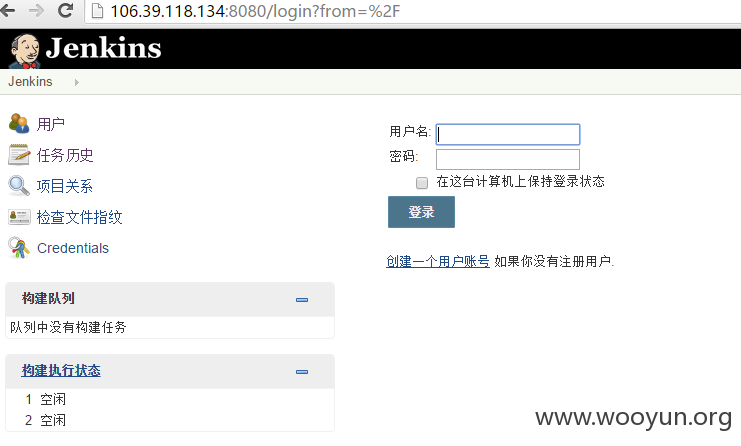 106.39.118.134:8080/login?from=%2F
Jenkins
Jenkins
用户
任务历史
项目关系
检查文件指纹
Credentials
构建队列
队列中没有构建任务
构建执行状态
1 空闲
2 空闲
用户名:
密码:
在这台计算机上保持登录状态
登录
创建一个用户账号 如果你没有注册用户.
www.wooyun.org